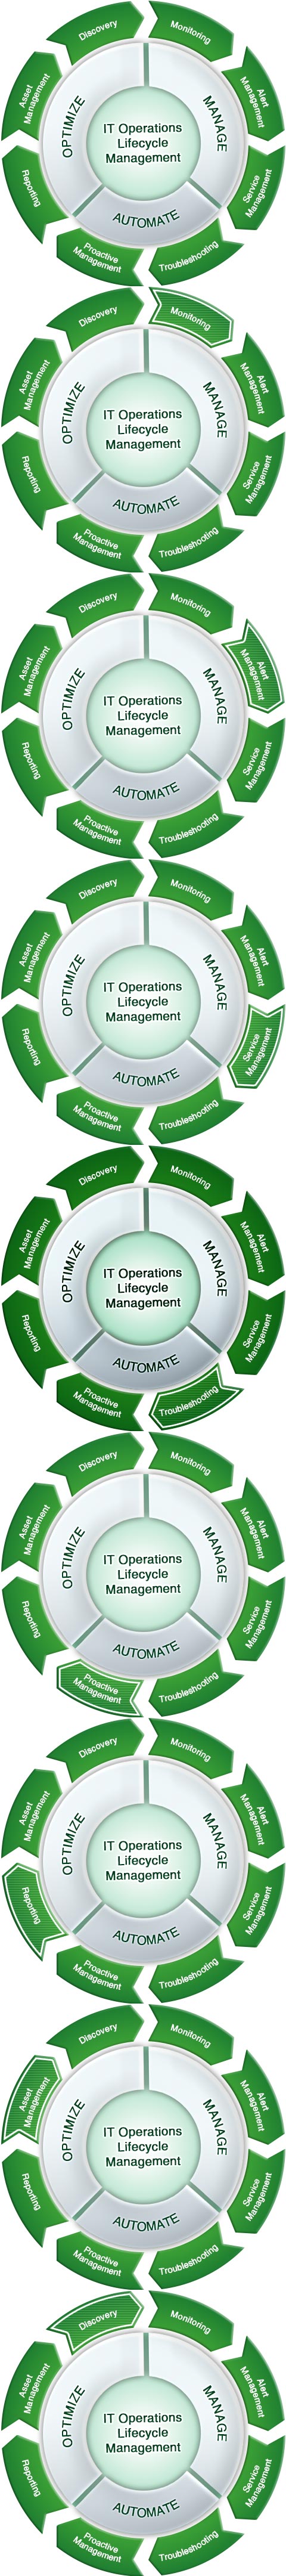 Discovery
Monitoring
Asset
Management
Alert
Management
OPTIMIZE
MANAGE
IT Operations
Lifecycle
Management
Reporting
Service
Management
AUTOMATE
Proactive
Management
Troubleshooting
Discovery
Monitoring
Asset
Management
Alert
Management
OPTIMIZE
MANAGE
IT Operations
Lifecycle
Management
Reporting
Service
Management
AUTOMATE
Proactive
Management
Troubleshooting
Discovery
Monitoring
Asset
Management
Alert
Management
OPTIMIZE
MANAGE
IT Operations
Lifecycle
Management
Reporting
Service
Management
AUTOMATE
Proactive
Management
Troubleshooting
Discovery
Monitoring
Asset
Management
Alert
Management
OPTIMIZE
MANAGE
IT Operations
Lifecycle
Management
Reporting
Service
Management
AUTOMATE
Proactive
Management
Troubleshooting
Discovery
Monitoring
Asset
Management
Alert
Management
OPTIMIZE
MANAGE
IT Operations
Lifecycle
Management
Reporting
Service
Management
AUTOMATE
Proactive
Management
Troubleshooting
Discovery
Monitoring
Asset
Management
Alert
Management
OPTIMIZE
MANAGE
IT Operations
Lifecycle
Management
Reporting
Service
Management
AUTOMATE
Proactive
Management
Troubleshooting
Discovery
Monitoring
Asset
Management
Alert
Management
OPTIMIZE
MANAGE
IT Operations
Lifecycle
Management
Reporting
Service
Management
AUTOMATE
Proactive
Management
Troubleshooting
Discovery
Monitoring
Asset
Management
Alert
Management
OPTIMIZE
MANAGE
IT Operations
Lifecycle
Management
Reporting
Service
Management
AUTOMATE
Proactive
Management
Troubleshooting
Discovery
Monitoring
Asset
Management
Alert
Management
OPTIMIZE
MANAGE
IT Operations
Lifecycle
Management
Reporting
Service
Management
AUTOMATE
Proactive
Management
Troubleshooting